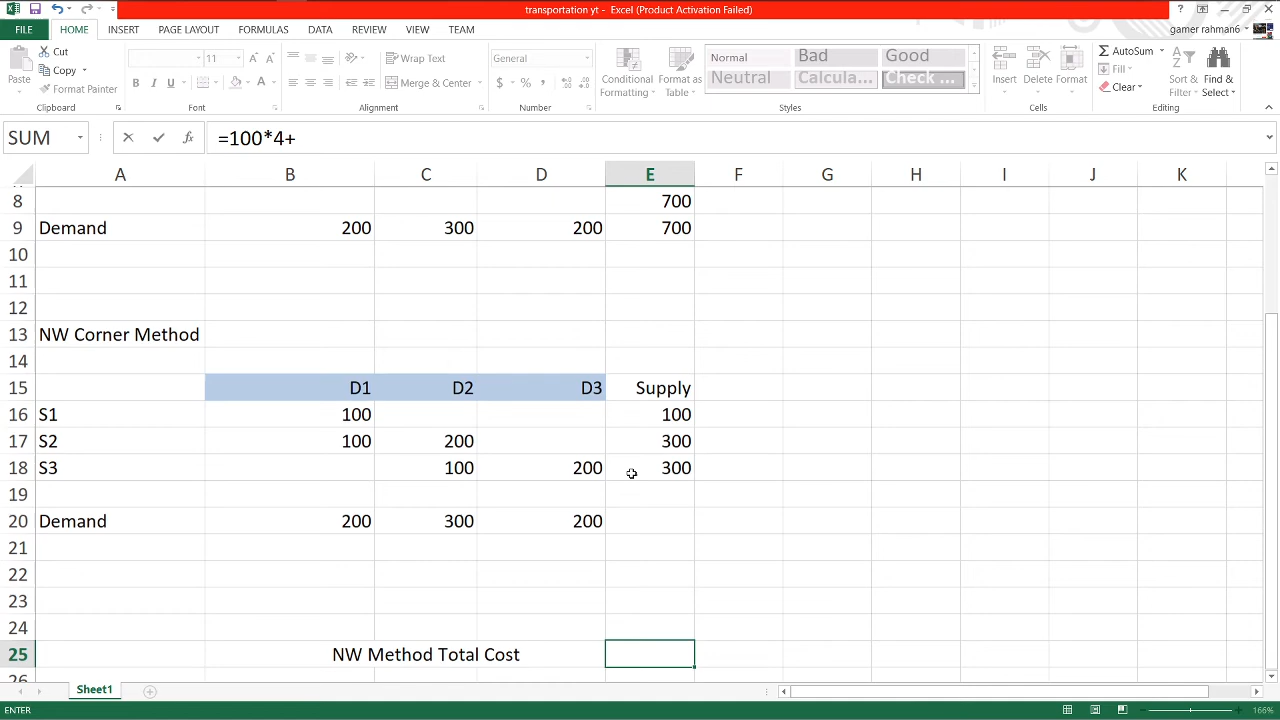 transportation yt - Excel (Product Activation Failed)
FILE HOME INSERT PAGE LAYOUT FORMULAS DATA REVIEW VIEW TEAM gamer rahman6
Paste Cut Copy Format Painter
11 Wrap Text Merge & Center
General
Conditional Formatting Format as Table
Normal Bad Good
Neutral Calcula... Check ...
Insert Delete Format
AutoSum Fill Clear
Sort & Filter Find & Select
Clipboard Font Alignment Number Styles Cells Editing
SUM =100*4+
A B C D E F G H I J K
8 700
9 Demand 200 300 200 700
10
11
12
13 NW Corner Method
14
15 D1 D2 D3 Supply
16 S1 100 100
17 S2 100 200 300
18 S3 100 200 300
19
20 Demand 200 300 200
21
22
23
24
25 NW Method Total Cost
26
Sheet1
ENTER 166%